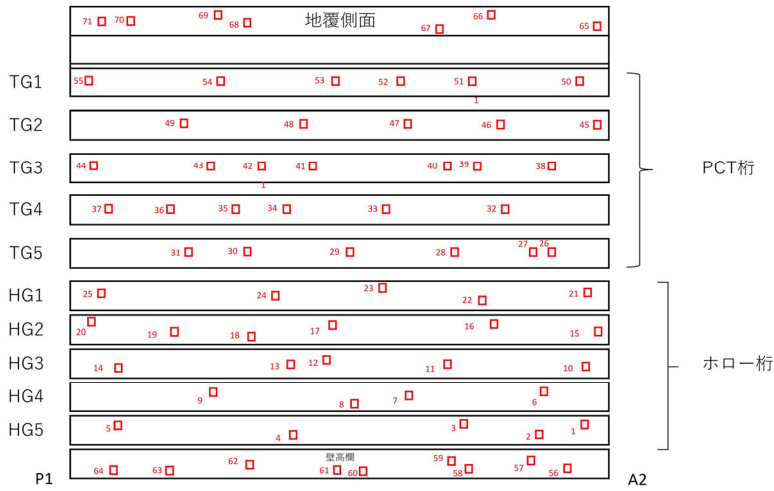 71 70 69 68 地覆側面 67 66 65
TG1 55 54 53 52 51 50
1
TG2 49 48 47 46 45
TG3 44 43 42 41 40 39 38 PCT桁
1
TG4 37 36 35 34 33 32
TG5 31 30 29 28 27 26
HG1 25 24 23 22 21
HG2 20 19 18 17 16 15
HG3 14 13 12 11 10 ホロー桁
HG4 9 8 7 6
HG5 5 4 3 2 1
64 63 62 61 壁高欄 60 59 58 57 56
P1 A2